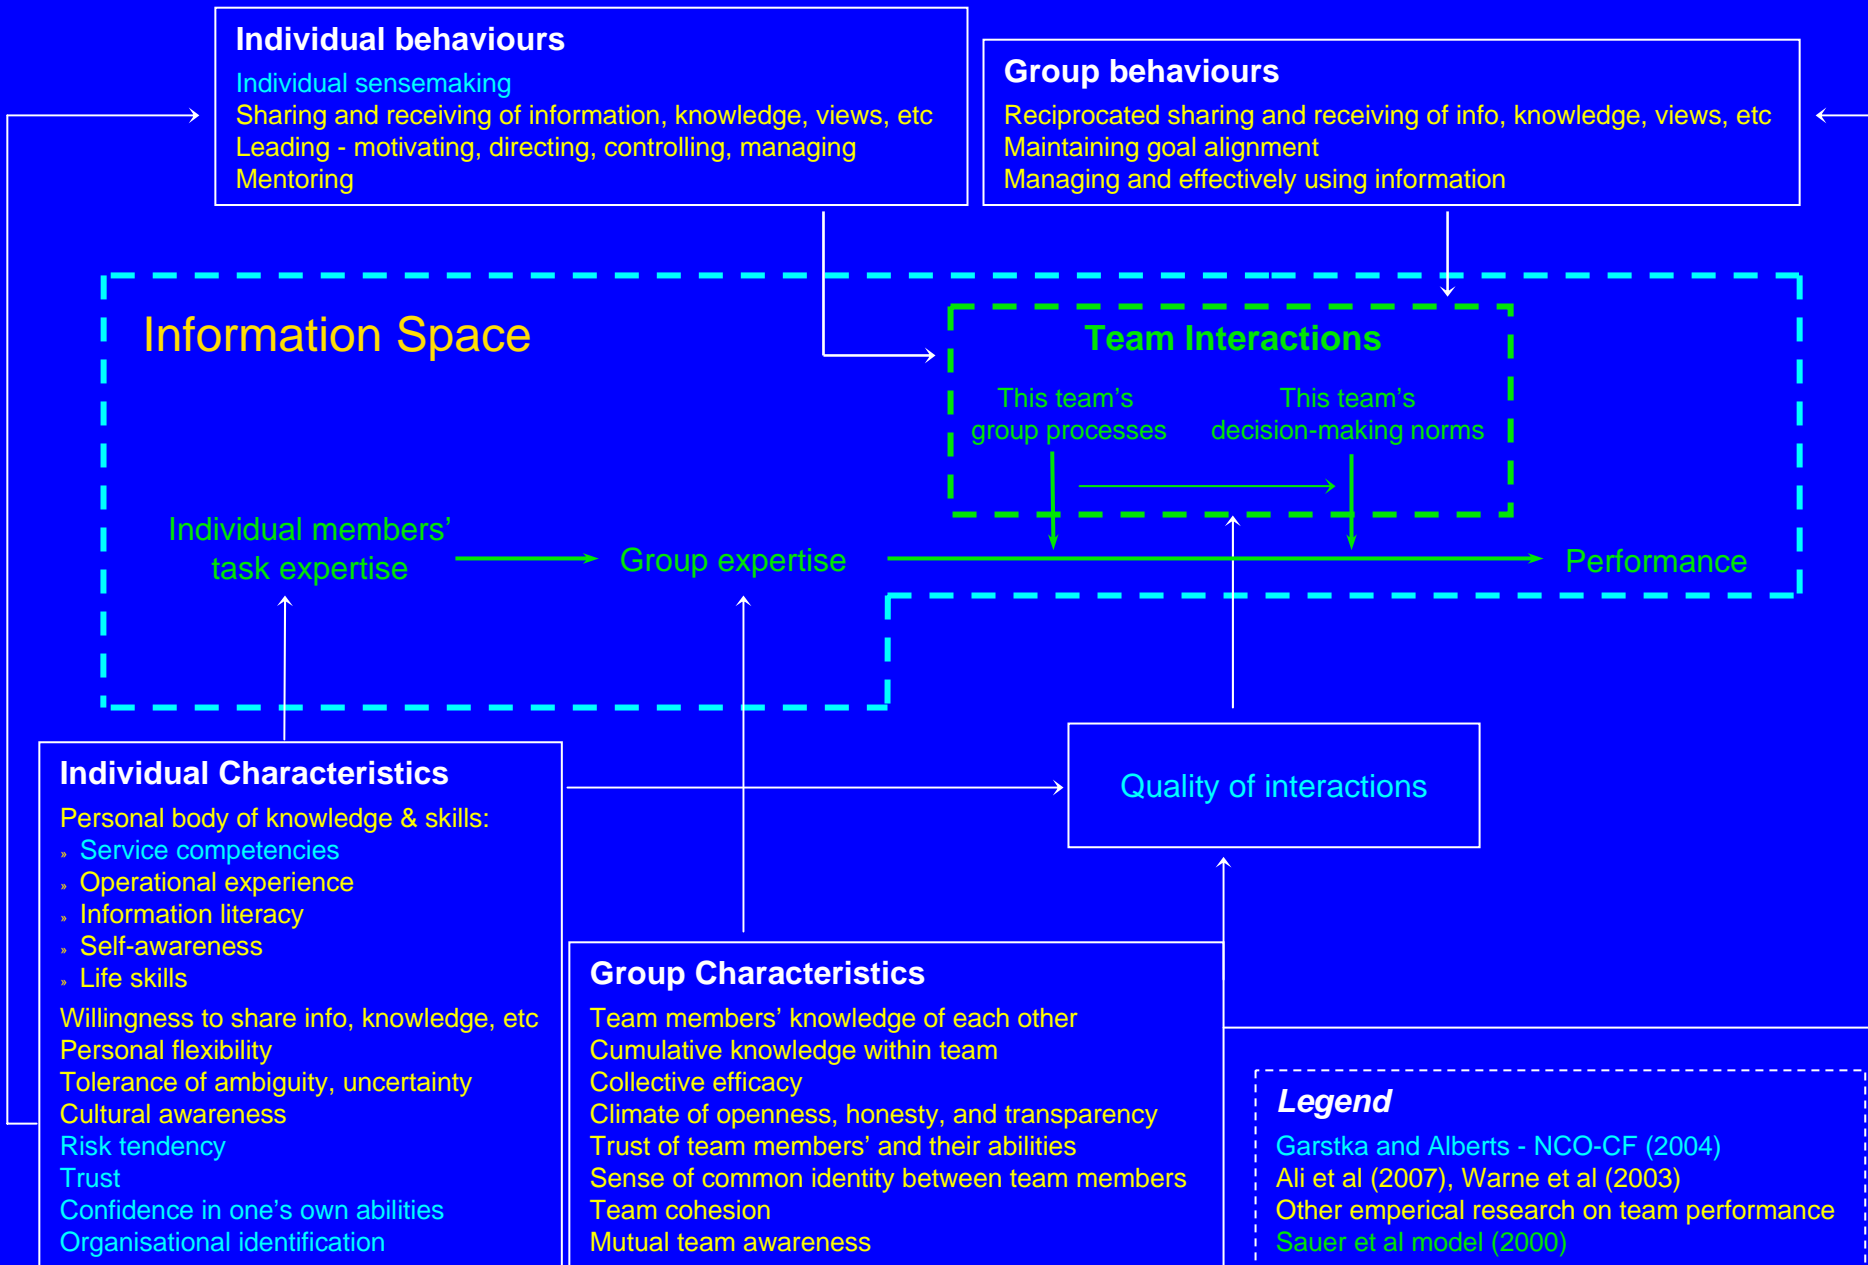 Individual behaviours
Individual sensemaking
Sharing and receiving of information, knowledge, views, etc
Leading - motivating, directing, controlling, managing
Mentoring
Group behaviours
Reciprocated sharing and receiving of info, knowledge, views, etc
Maintaining goal alignment
Managing and effectively using information
Information Space
Team Interactions
This team’s
group processes
This team’s
decision-making norms
Individual members’
task expertise
Group expertise
Performance
Individual Characteristics
Personal body of knowledge & skills:
» Service competencies
» Operational experience
» Information literacy
» Self-awareness
» Life skills
Willingness to share info, knowledge, etc
Personal flexibility
Tolerance of ambiguity, uncertainty
Cultural awareness
Risk tendency
Trust
Confidence in one’s own abilities
Organisational identification
Quality of interactions
Group Characteristics
Team members’ knowledge of each other
Cumulative knowledge within team
Collective efficacy
Climate of openness, honesty, and transparency
Trust of team members’ and their abilities
Sense of common identity between team members
Team cohesion
Mutual team awareness
Legend
Garstka and Alberts - NCO-CF (2004)
Ali et al (2007), Warne et al (2003)
Other emperical research on team performance
Sauer et al model (2000)